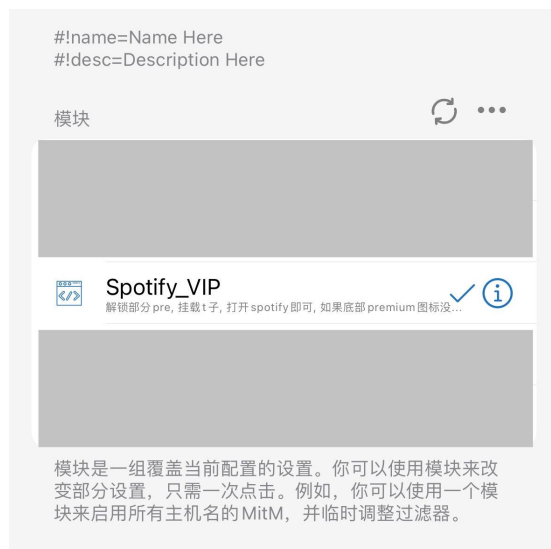 #!name=Name Here
#!desc=Description Here
模块
Spotify_VIP
解锁部分pre, 挂载t子, 打开spotify即可, 如果底部premium图标没...
模块是一组覆盖当前配置的设置。你可以使用模块来改
变部分设置，只需一次点击。例如，你可以使用一个模
块来启用所有主机名的MitM，并临时调整过滤器。